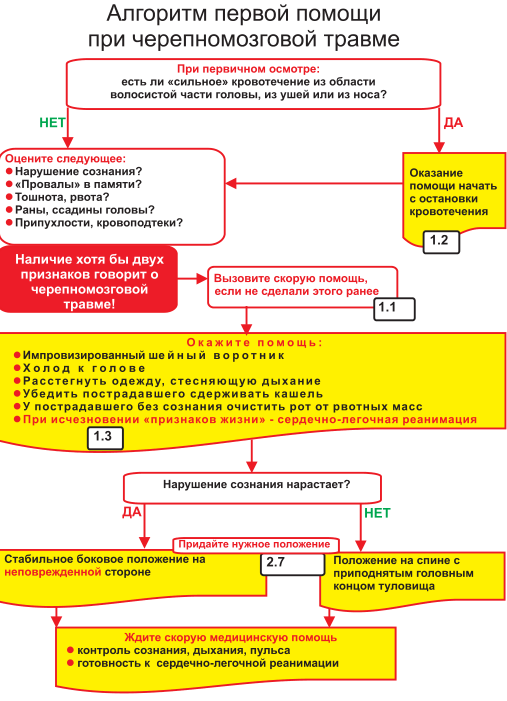 Алгоритм первой помощи
при черепномозговой травме
При первичном осмотре:
есть ли «сильное» кровотечение из области
волосистой части головы, из ушей или из носа?
НЕТ
ДА
Оцените следующее:
Нарушение сознания?
«Провалы» в памяти?
Тошнота, рвота?
Раны, ссадины головы?
Припухлости, кровоподтеки?
Оказание
помощи начать
с остановки
кровотечения
1.2
Наличие хотя бы двух
признаков говорит о
черепномозговой
травме!
Вызовите скорую помощь,
если не сделали этого ранее
1.1
Окажите помощь:
Импровизированный шейный воротник
Холод к голове
Расстегнуть одежду, стесняющую дыхание
Убедить пострадавшего сдерживать кашель
У пострадавшего без сознания очистить рот от рвотных масс
При исчезновении «признаков жизни» - сердечно-легочная реанимация
1.3
Нарушение сознания нарастает?
ДА
НЕТ
Придайте нужное положение
Стабильное боковое положение на
неповрежденной стороне
2.7
Положение на спине с
приподнятым головным
концом туловища
Ждите скорую медицинскую помощь
контроль сознания, дыхания, пульса
готовность к сердечно-легочной реанимации